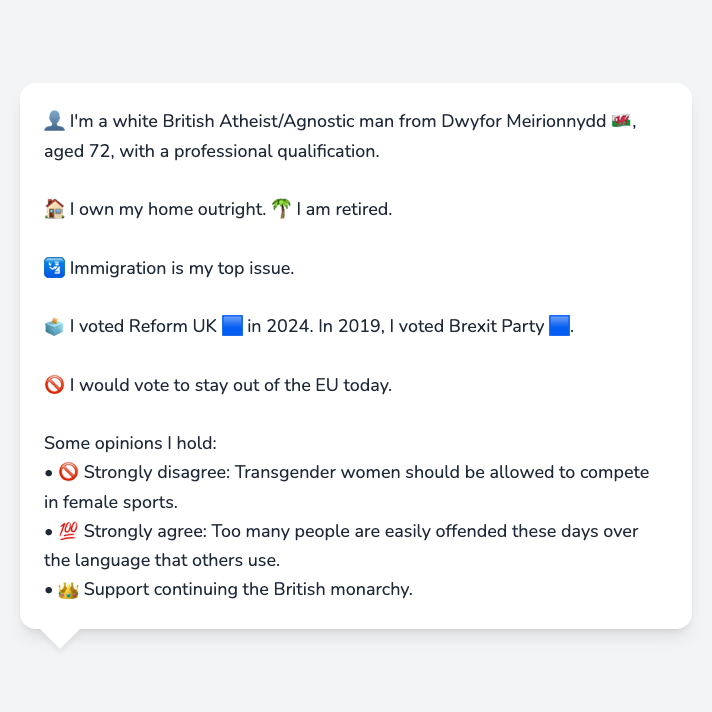 👤 I'm a white British Atheist/Agnostic man from Dwyfor Meirionnydd 🏴󠁧󠁢󠁷󠁬󠁳󠁿,
aged 72, with a professional qualification.
🏠 I own my home outright. 🌴 I am retired.
🛂 Immigration is my top issue.
🗳️ I voted Reform UK 🟦 in 2024. In 2019, I voted Brexit Party 🟦.
🚫 I would vote to stay out of the EU today.
Some opinions I hold:
• 🚫 Strongly disagree: Transgender women should be allowed to compete
in female sports.
• 💯 Strongly agree: Too many people are easily offended these days over
the language that others use.
• 👑 Support continuing the British monarchy.